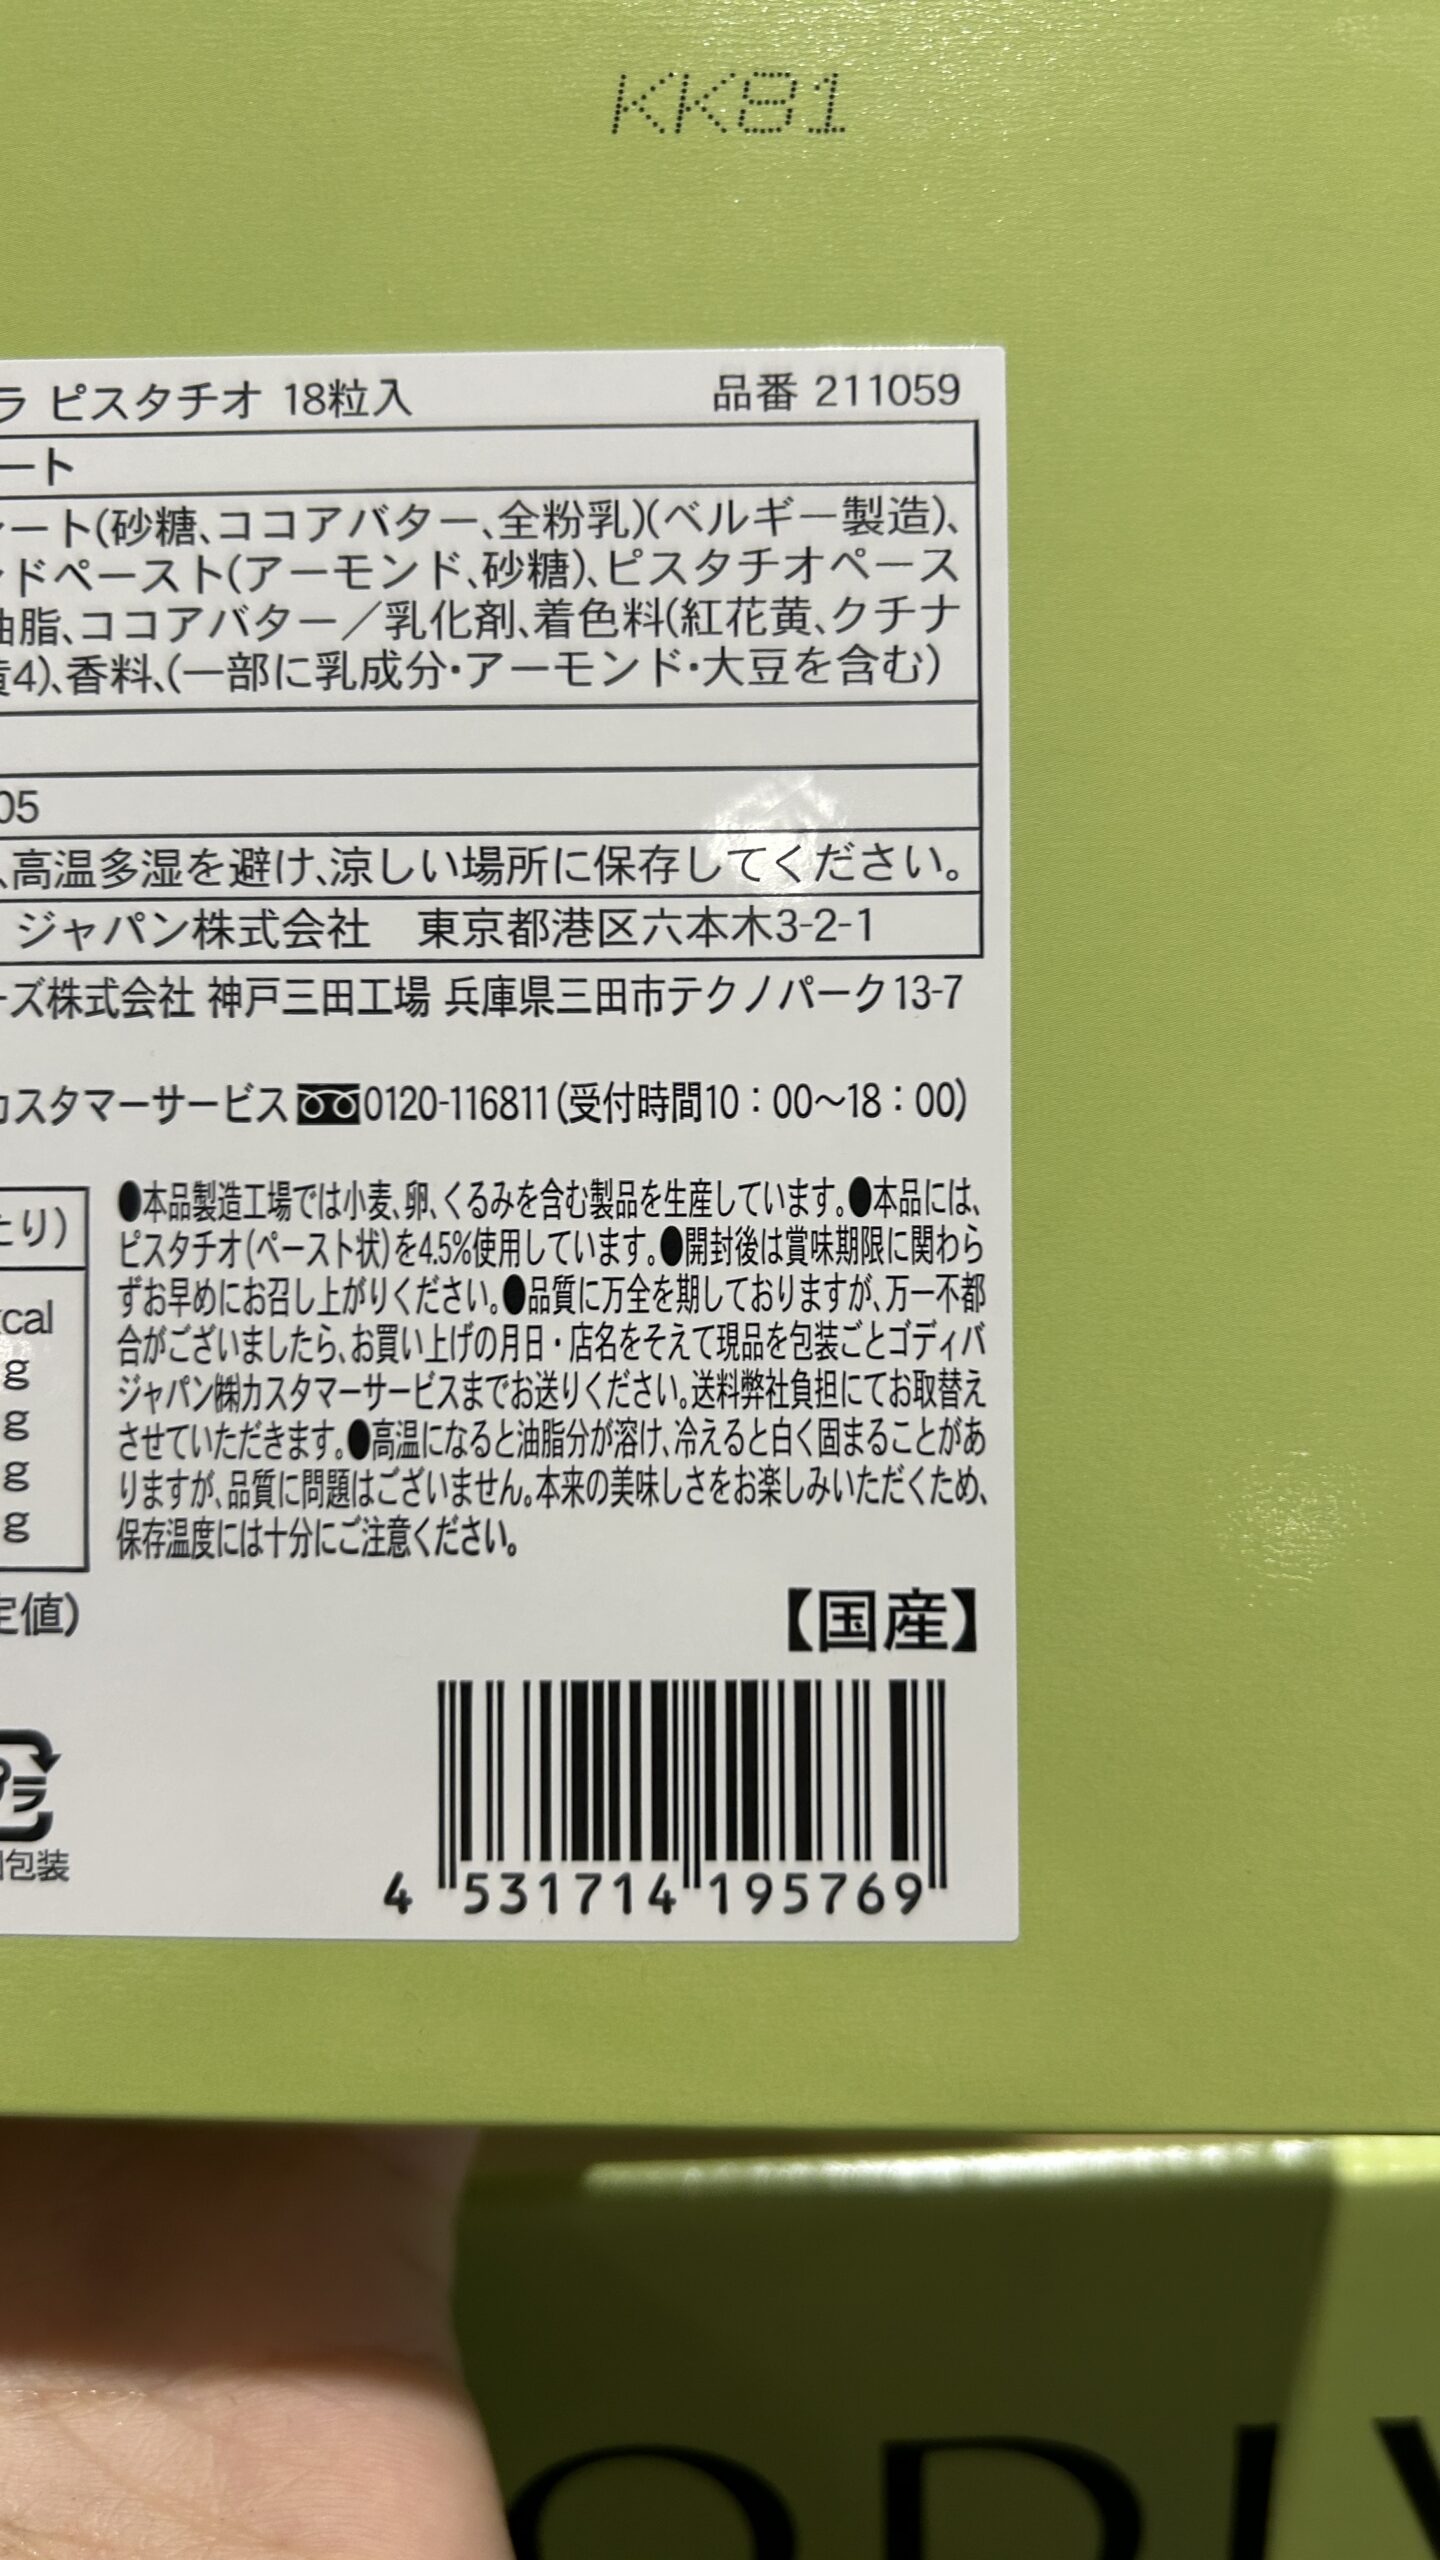 KK81
ラ ピスタチオ 18粒入 品番 211059
ート
ート(砂糖、ココアバター、全粉乳)(ベルギー製造)、
ドペースト(アーモンド、砂糖)、ピスタチオペース
油脂、ココアバター／乳化剤、着色料(紅花黄、クチナ
黄4)、香料、(一部に乳成分・アーモンド・大豆を含む)
05
、高温多湿を避け、涼しい場所に保存してください。
ジャパン株式会社 東京都港区六本木3-2-1
ーズ株式会社 神戸三田工場 兵庫県三田市テクノパーク13-7
カスタマーサービス 0120-116811(受付時間10：00〜18：00)
たり)
kcal
g
g
g
g
定値)
●本品製造工場では小麦、卵、くるみを含む製品を生産しています。●本品には、
ピスタチオ(ペースト状)を4.5%使用しています。●開封後は賞味期限に関わら
ずお早めにお召し上がりください。●品質に万全を期しておりますが、万一不都
合がございましたら、お買い上げの月日・店名をそえて現品を包装ごとゴディバ
ジャパン㈱カスタマーサービスまでお送りください。送料弊社負担にてお取替え
させていただきます。●高温になると油脂分が溶け、冷えると白く固まることがあ
りますが、品質に問題はございません。本来の美味しさをお楽しみいただくため、
保存温度には十分にご注意ください。
【国産】
プラ
包装
4 531714 195769
ODIV